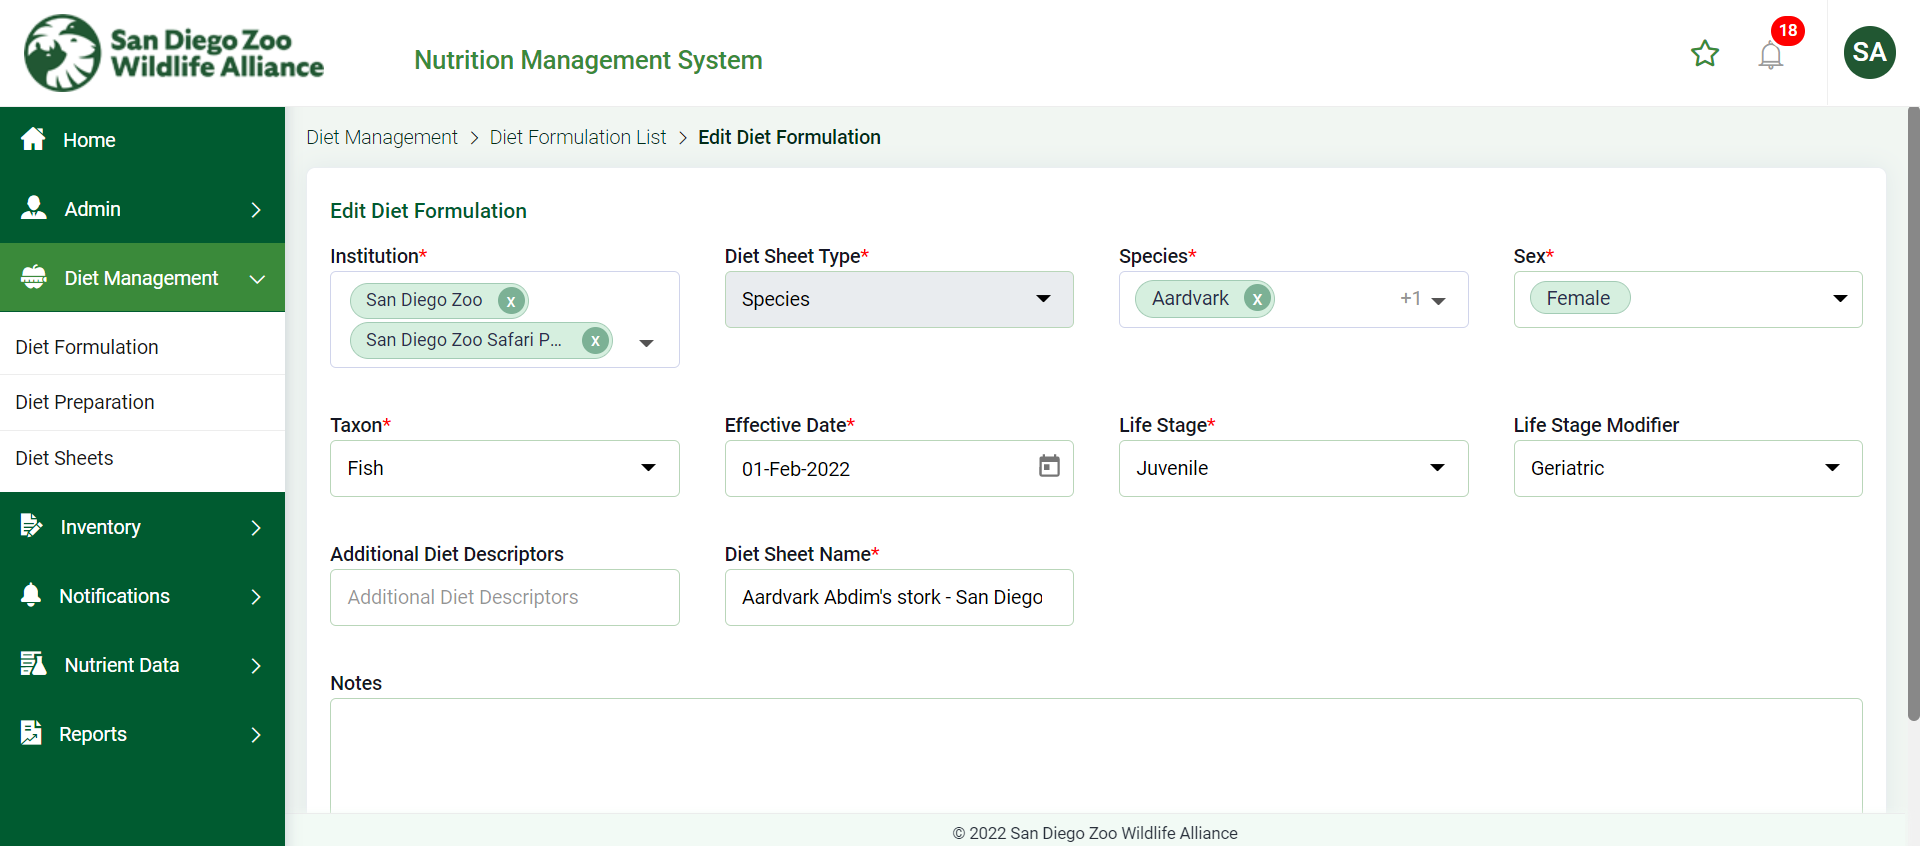 San Diego Zoo
Wildlife Alliance
Nutrition Management System
18
SA
Home
Admin
Diet Management
Diet Formulation
Diet Preparation
Diet Sheets
Inventory
Notifications
Nutrient Data
Reports
Diet Management > Diet Formulation List > Edit Diet Formulation
Edit Diet Formulation
Institution*
San Diego Zoo x
San Diego Zoo Safari P... x
Diet Sheet Type*
Species
Species*
Aardvark x +1
Sex*
Female
Taxon*
Fish
Effective Date*
01-Feb-2022
Life Stage*
Juvenile
Life Stage Modifier
Geriatric
Additional Diet Descriptors
Additional Diet Descriptors
Diet Sheet Name*
Aardvark Abdim's stork - San Diego
Notes
© 2022 San Diego Zoo Wildlife Alliance